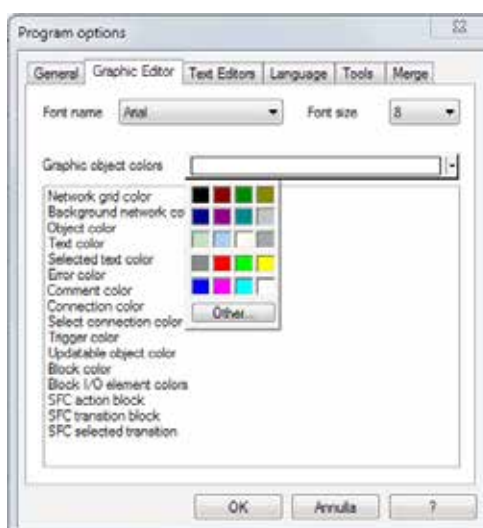 Program options
General Graphic Editor Text Editors Language Tools Merge
Font name Arial Font size 8
Graphic object colors
Network grid color
Background network co
Object color
Text color
Selected text color
Error color
Comment color
Connection color
Select connection color
Trigger color
Updatable object color
Block color
Block I/O element colors
SFC action block
SFC transition block
SFC selected transition
Other...
OK Annulla ?